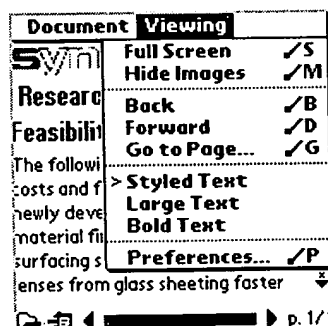 Document Viewing
Full Screen /S
Hide Images /M
Back /B
Forward /D
Go to Page... /G
> Styled Text
Large Text
Bold Text
Preferences... /P
Researc
Feasibili
The followi
costs and f
newly deve
material fi
surfacing s
enses from glass sheeting faster
p. 1/